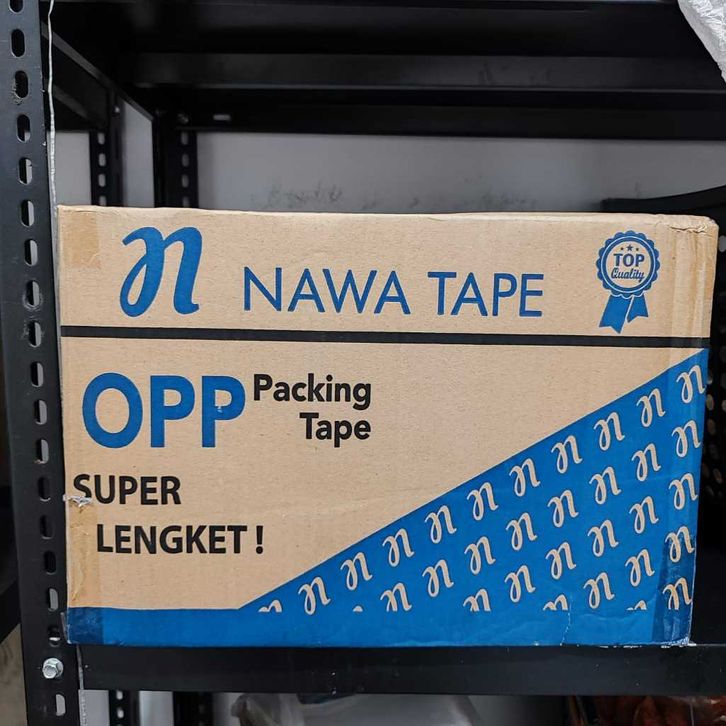 n NAWA TAPE
TOP
Quality
OPP Packing
Tape
SUPER
LENGKET !